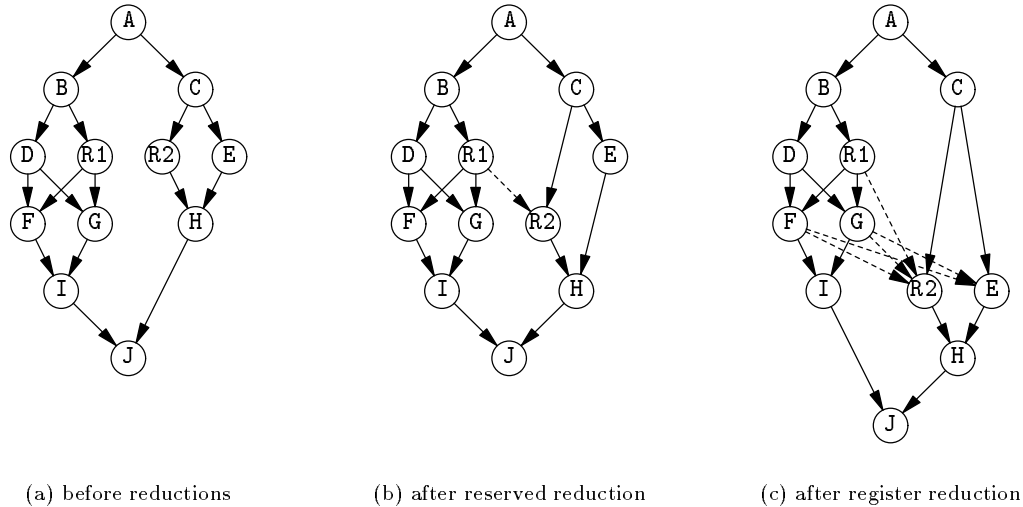 A A A
B C B C B C
D R1 R2 E D R1 E D R1
F G H F G R2 F G
I I H I R2 E
J J H
J
(a) before reductions (b) after reserved reduction (c) after register reduction